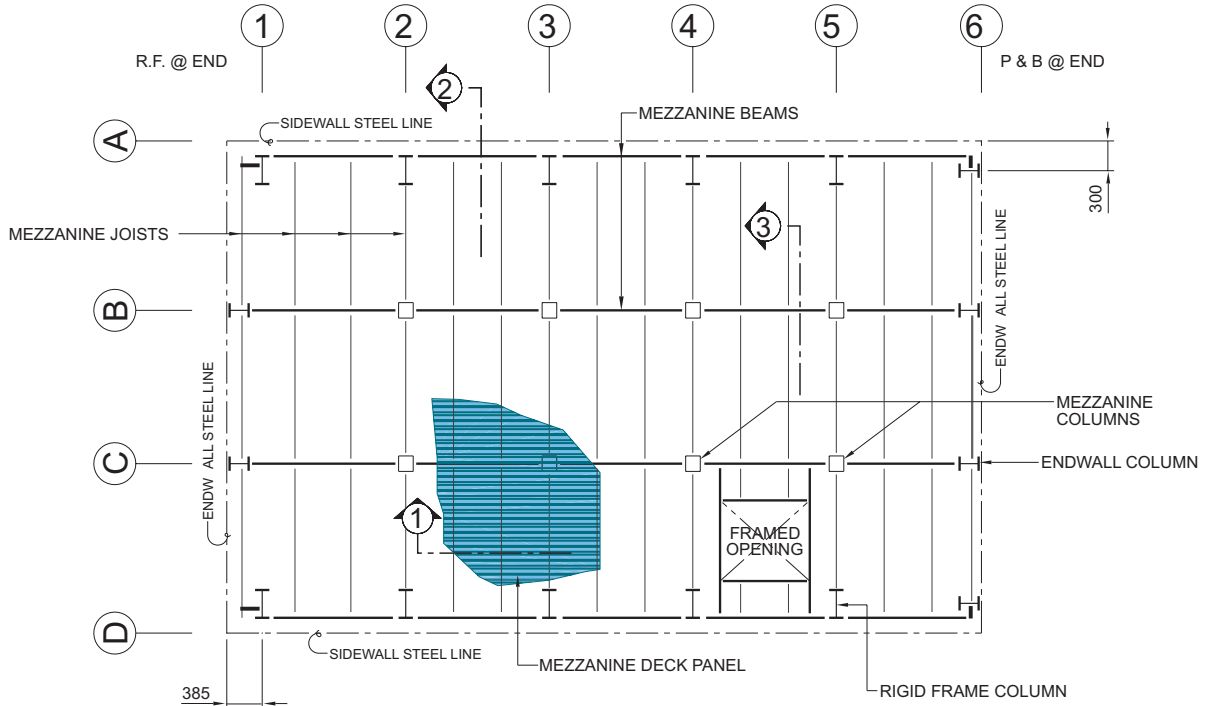 1 2 3 4 5 6
R.F. @ END
P & B @ END
2
MEZZANINE BEAMS
SIDEWALL STEEL LINE
A
300
3
MEZZANINE JOISTS
ENDW ALL STEEL LINE
B
ENDW ALL STEEL LINE
MEZZANINE
COLUMNS
C
ENDWALL COLUMN
1
FRAMED
OPENING
D
SIDEWALL STEEL LINE
MEZZANINE DECK PANEL
385
RIGID FRAME COLUMN